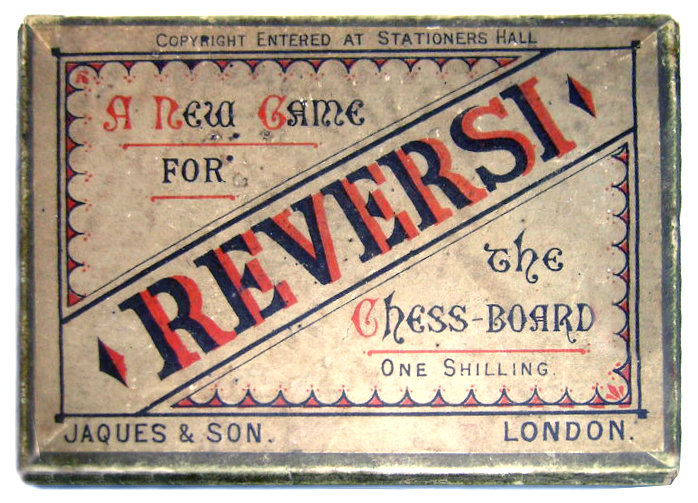 COPYRIGHT ENTERED AT STATIONERS HALL
A NEW GAME
FOR
REVERSI
the
CHESS-BOARD
ONE SHILLING.
JAQUES & SON.
LONDON.